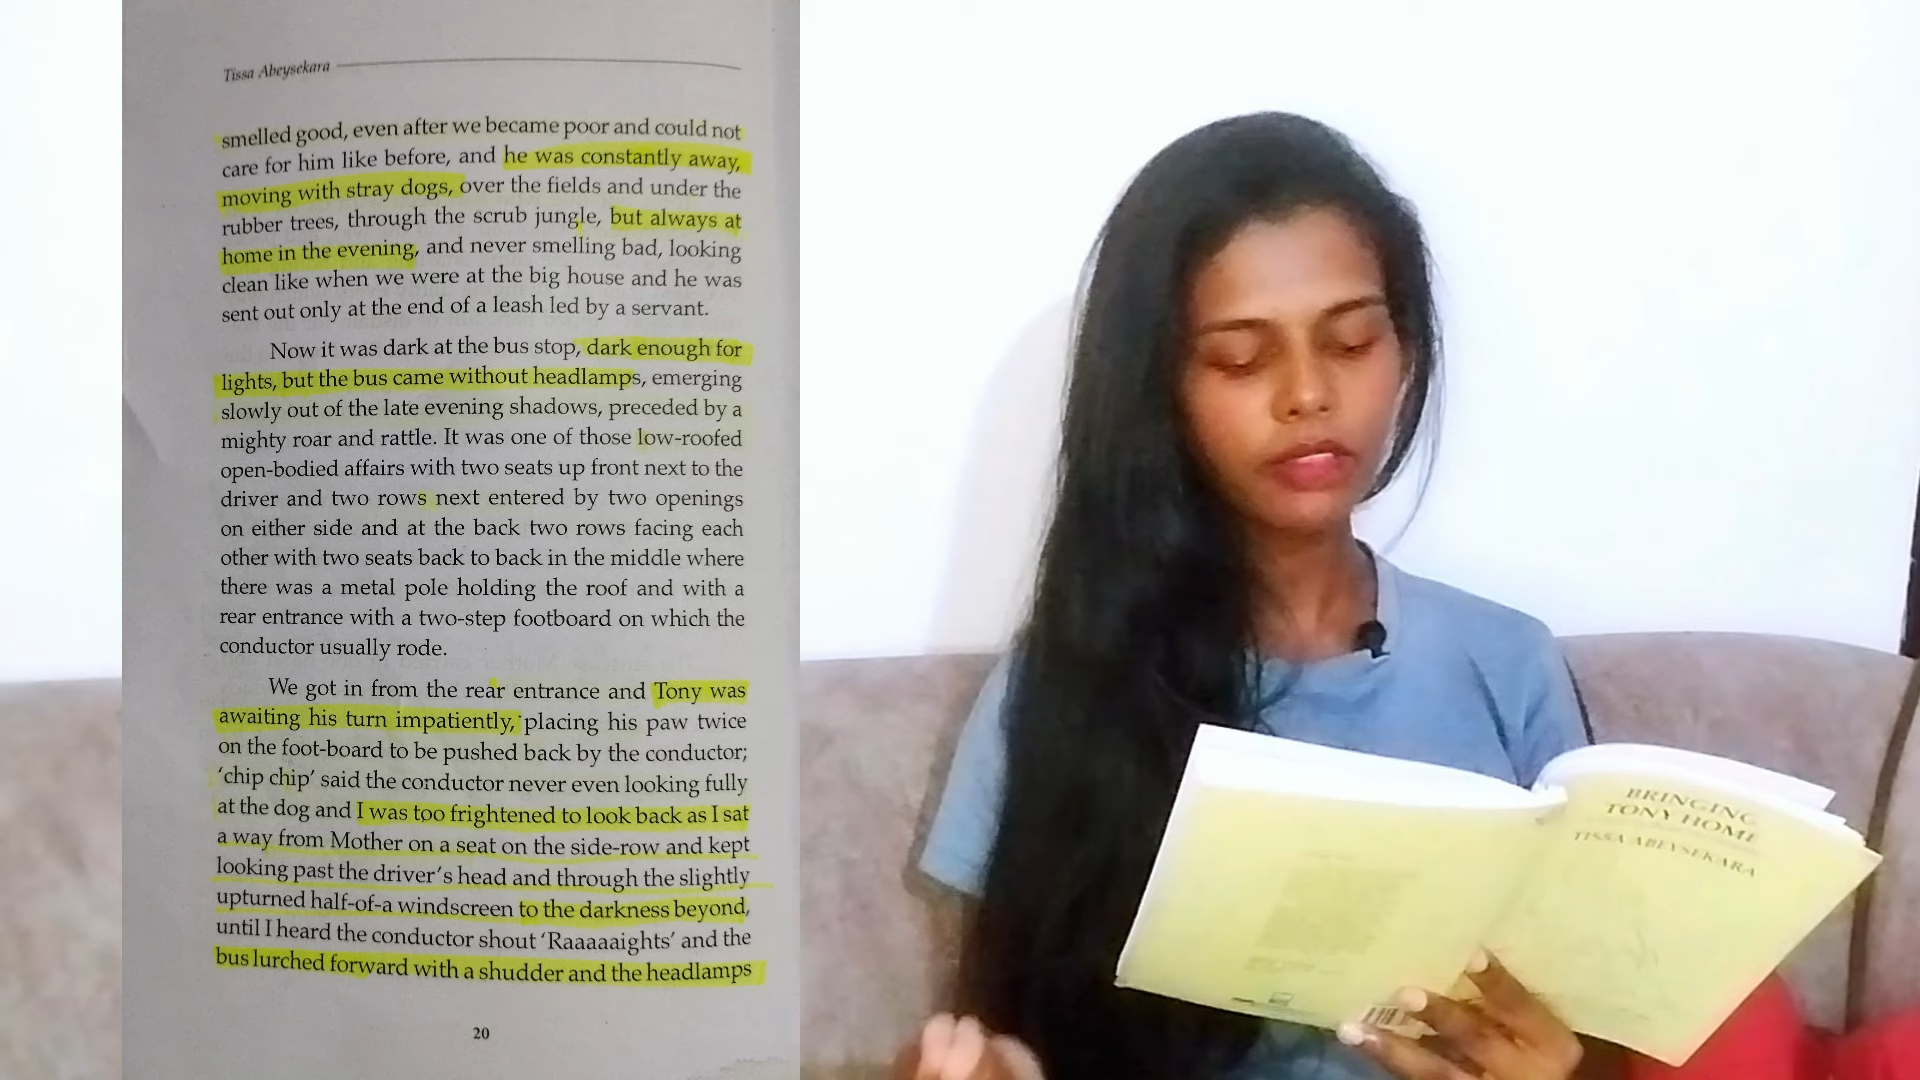 Tissa Abeysekara
smelled good, even after we became poor and could not
care for him like before, and he was constantly away,
moving with stray dogs, over the fields and under the
rubber trees, through the scrub jungle, but always at
home in the evening, and never smelling bad, looking
clean like when we were at the big house and he was
sent out only at the end of a leash led by a servant.
Now it was dark at the bus stop, dark enough for
lights, but the bus came without headlamps, emerging
slowly out of the late evening shadows, preceded by a
mighty roar and rattle. It was one of those low-roofed
open-bodied affairs with two seats up front next to the
driver and two rows next entered by two openings
on either side and at the back two rows facing each
other with two seats back to back in the middle where
there was a metal pole holding the roof and with a
rear entrance with a two-step footboard on which the
conductor usually rode.
We got in from the rear entrance and Tony was
awaiting his turn impatiently, placing his paw twice
on the foot-board to be pushed back by the conductor;
‘chip chip’ said the conductor never even looking fully
at the dog and I was too frightened to look back as I sat
a way from Mother on a seat on the side-row and kept
looking past the driver’s head and through the slightly
upturned half-of-a windscreen to the darkness beyond,
until I heard the conductor shout ‘Raaaaaights’ and the
bus lurched forward with a shudder and the headlamps
20
BRINGING
TONY HOME
TISSA ABEYSEKARA